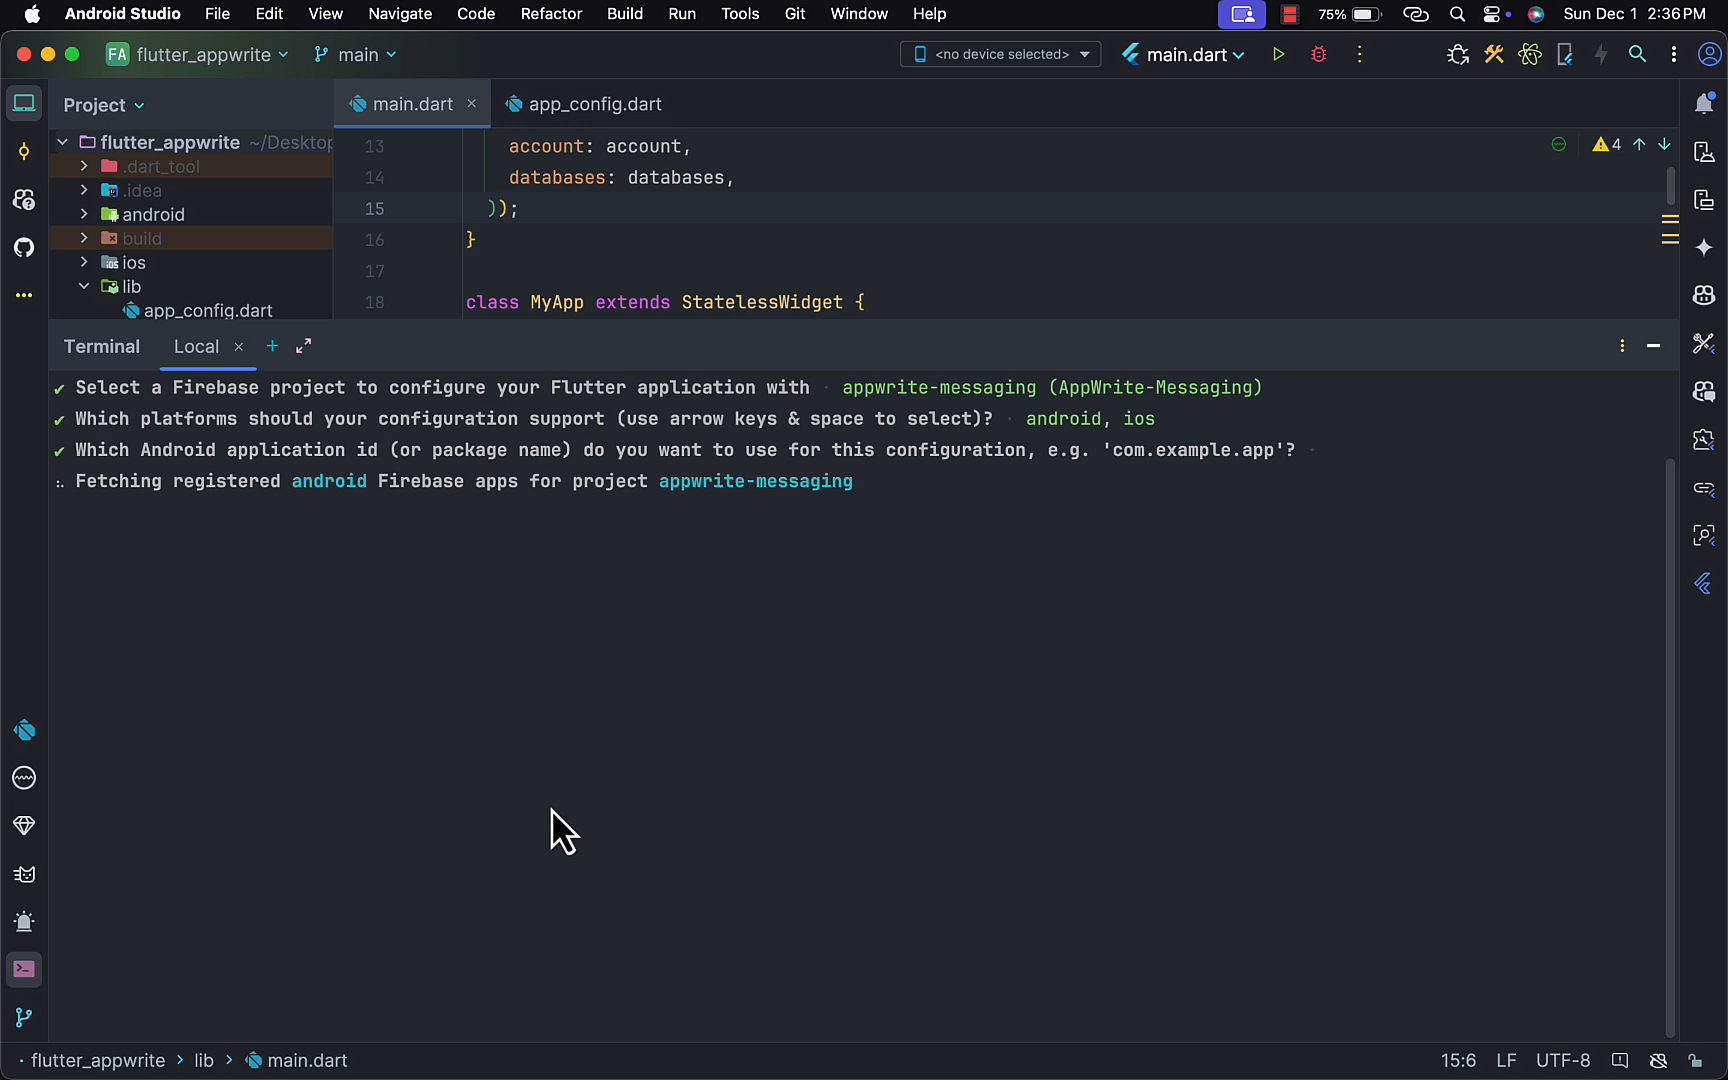 Android Studio File Edit View Navigate Code Refactor Build Run Tools Git Window Help 75% Sun Dec 1 2:36 PM
FA flutter_appwrite main <no device selected> main.dart
Project main.dart app_config.dart
flutter_appwrite ~/Desktop
.dart_tool
.idea
android
build
ios
lib
app_config.dart
13 account: account,
14 databases: databases,
15 ));
16 }
17
18 class MyApp extends StatelessWidget {
4
Terminal Local
✔ Select a Firebase project to configure your Flutter application with · appwrite-messaging (AppWrite-Messaging)
✔ Which platforms should your configuration support (use arrow keys & space to select)? · android, ios
✔ Which Android application id (or package name) do you want to use for this configuration, e.g. 'com.example.app'? ·
Fetching registered android Firebase apps for project appwrite-messaging
flutter_appwrite > lib > main.dart 15:6 LF UTF-8